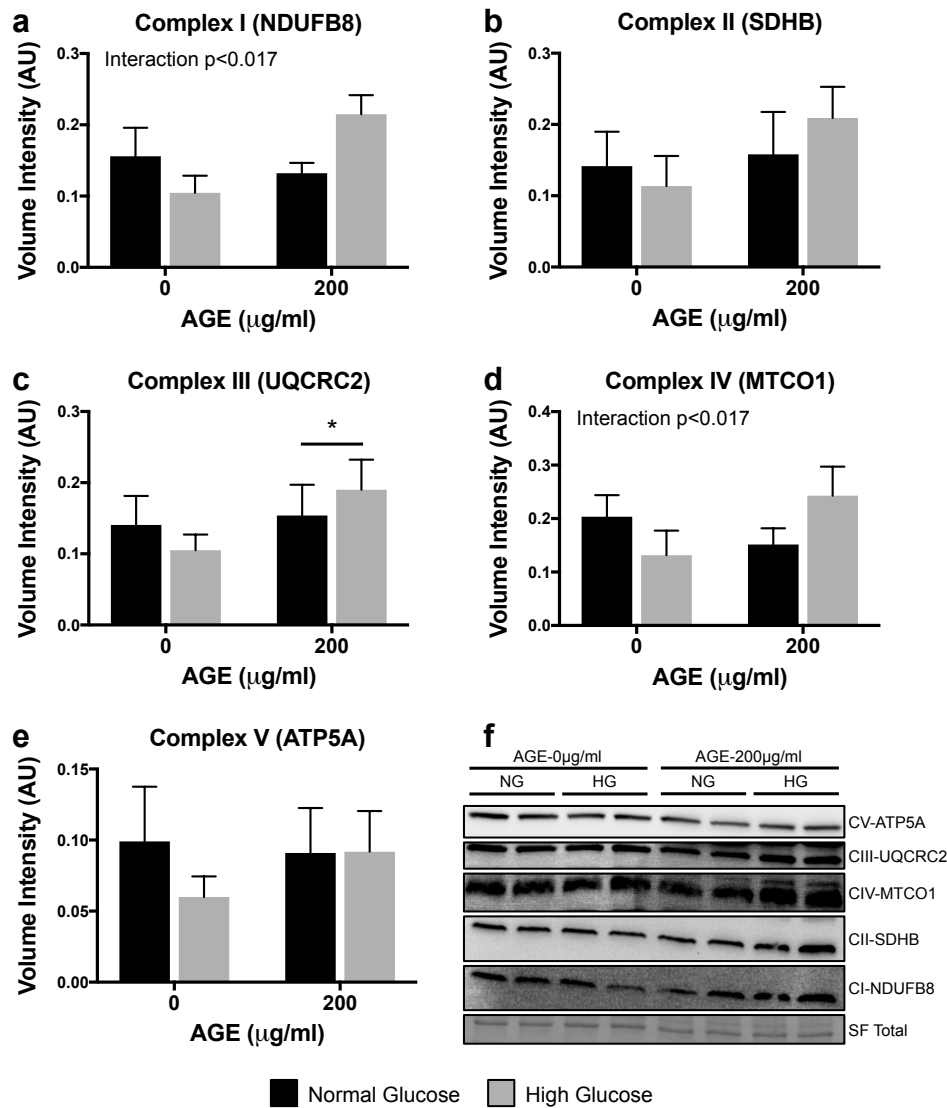 a
Complex I (NDUFB8)
Interaction p<0.017
Volume Intensity (AU)
0.3
0.2
0.1
0.0
0
200
AGE (μg/ml)
b
Complex II (SDHB)
Volume Intensity (AU)
0.3
0.2
0.1
0.0
0
200
AGE (μg/ml)
c
Complex III (UQCRC2)
Volume Intensity (AU)
0.3
0.2
0.1
0.0
*
0
200
AGE (μg/ml)
d
Complex IV (MTCO1)
Interaction p<0.017
Volume Intensity (AU)
0.4
0.3
0.2
0.1
0.0
0
200
AGE (μg/ml)
e
Complex V (ATP5A)
Volume Intensity (AU)
0.15
0.10
0.05
0.00
0
200
AGE (μg/ml)
f
AGE-0μg/ml AGE-200μg/ml
NG HG NG HG
CV-ATP5A
CIII-UQCRC2
CIV-MTCO1
CII-SDHB
CI-NDUFB8
SF Total
Normal Glucose High Glucose